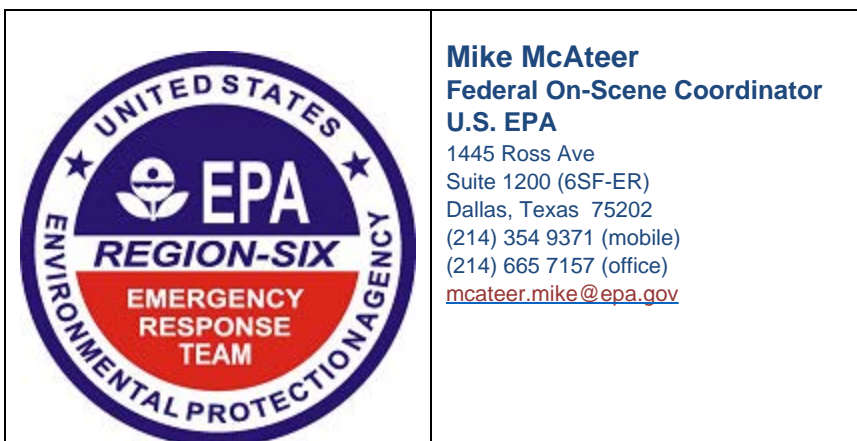 UNITED STATES
EPA
REGION-SIX
EMERGENCY
RESPONSE
TEAM
ENVIRONMENTAL PROTECTION AGENCY
Mike McAteer
Federal On-Scene Coordinator
U.S. EPA
1445 Ross Ave
Suite 1200 (6SF-ER)
Dallas, Texas  75202
(214) 354 9371 (mobile)
(214) 665 7157 (office)
mcateer.mike@epa.gov